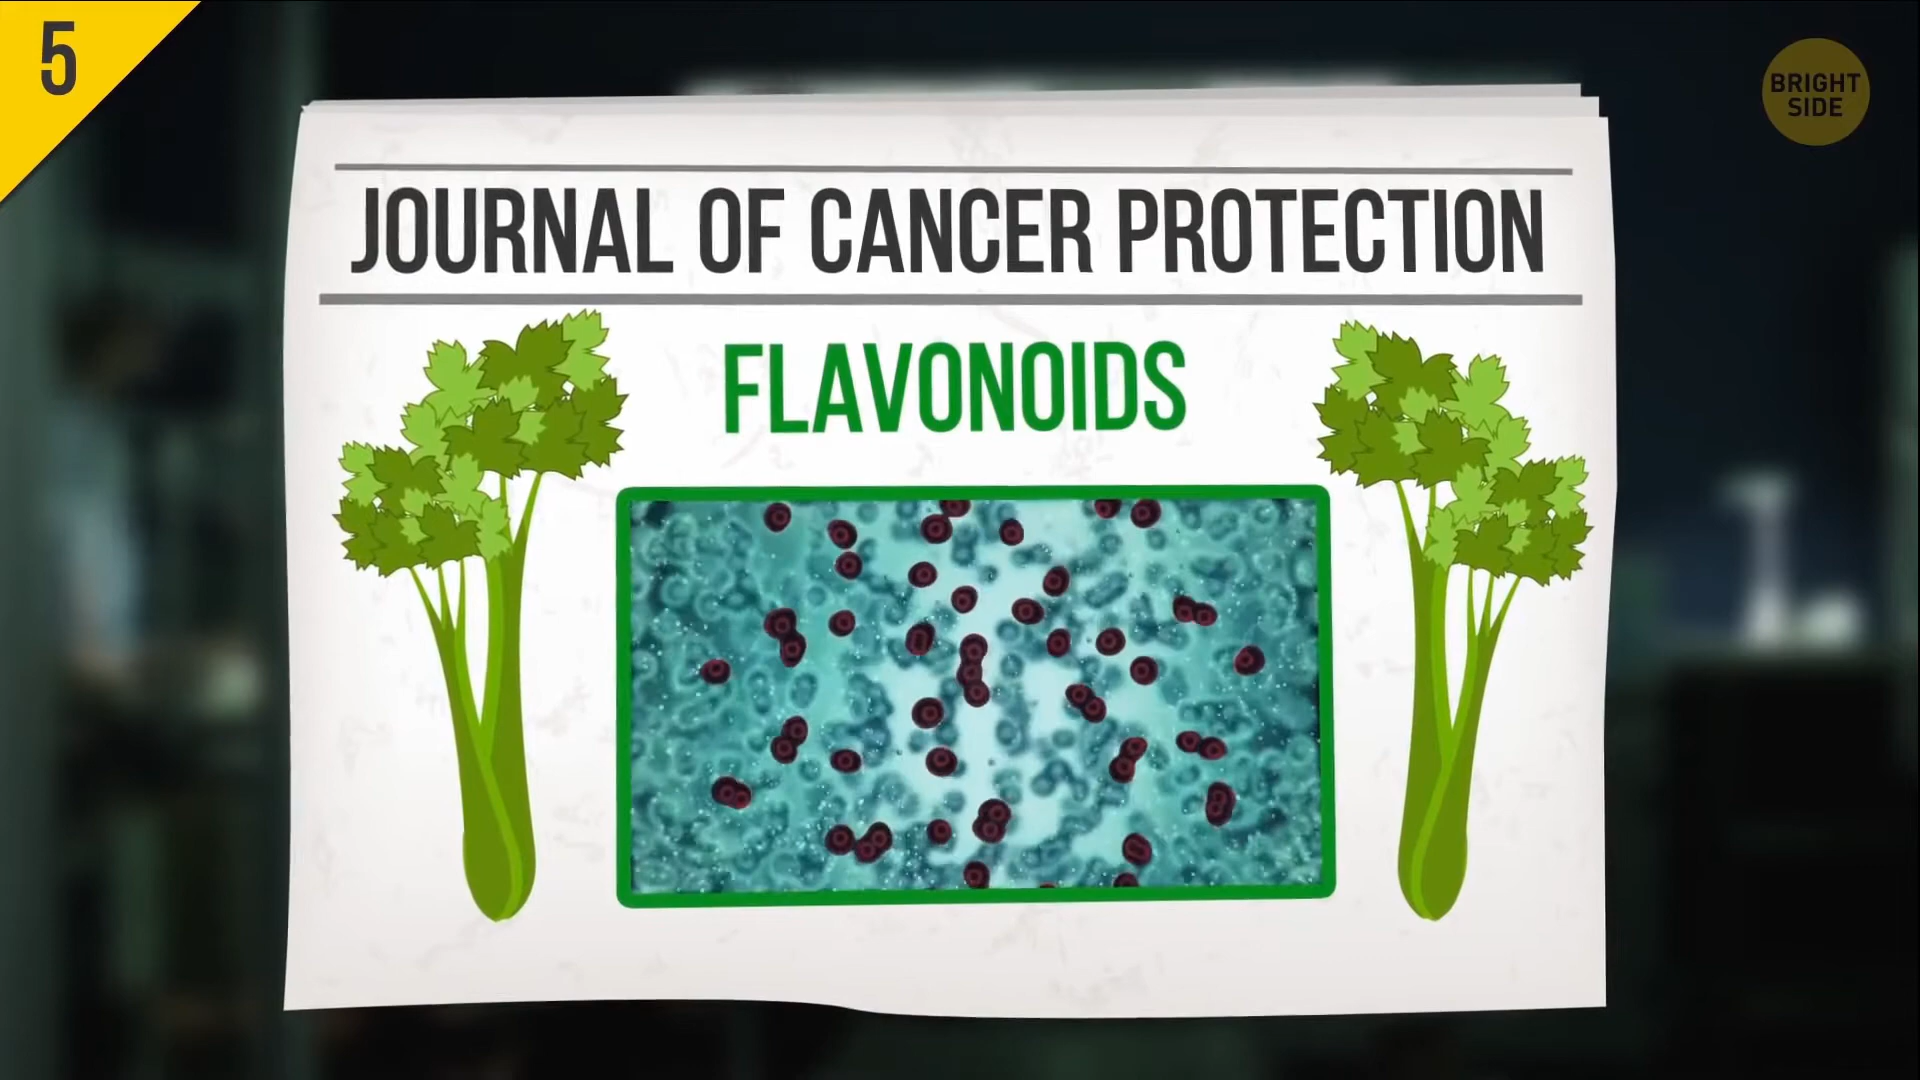 5
BRIGHT
SIDE
JOURNAL OF CANCER PROTECTION
FLAVONOIDS